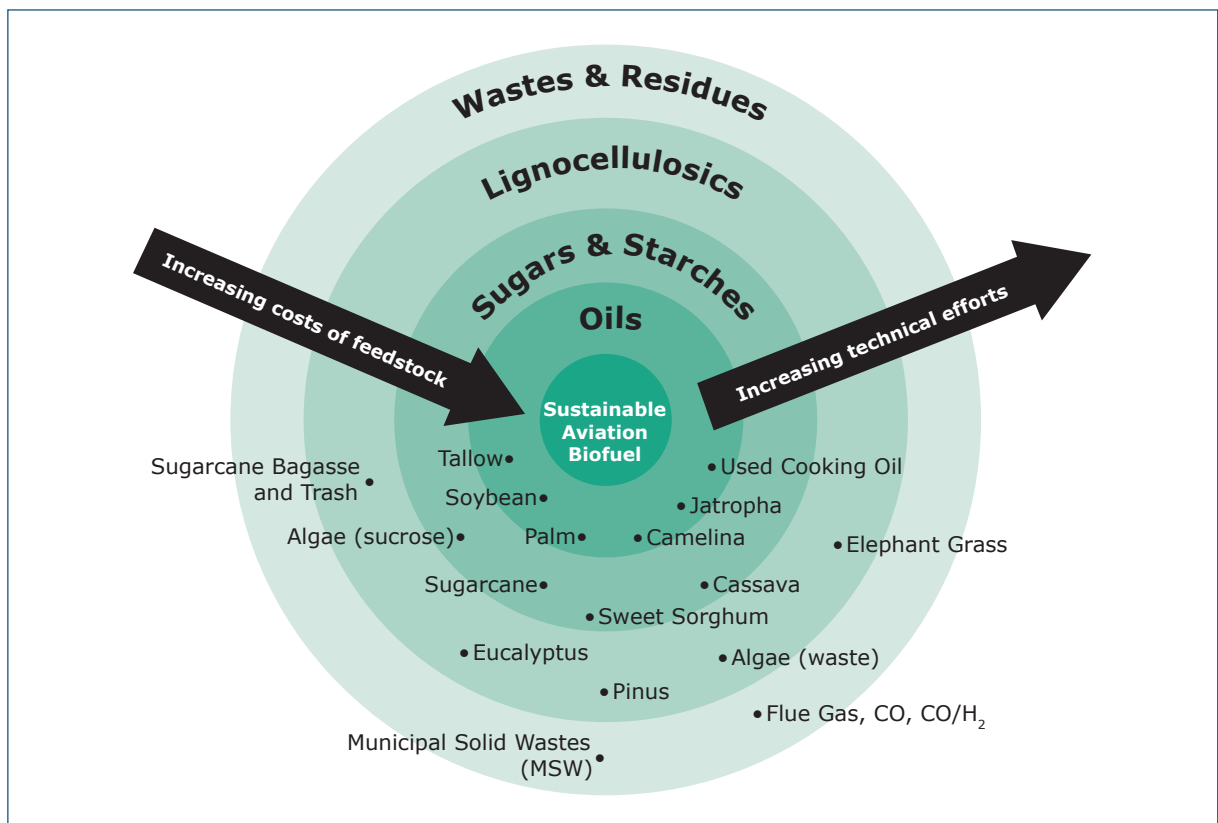 Wastes & Residues
Lignocellulosics
Sugars & Starches
Oils
Increasing costs of feedstock
Increasing technical efforts
Sustainable
Aviation
Biofuel
Tallow
Used Cooking Oil
Sugarcane Bagasse
and Trash
Soybean
Jatropha
Algae (sucrose)
Palm
Camelina
Elephant Grass
Sugarcane
Cassava
Sweet Sorghum
Eucalyptus
Algae (waste)
Pinus
Flue Gas, CO, CO/H₂
Municipal Solid Wastes
(MSW)